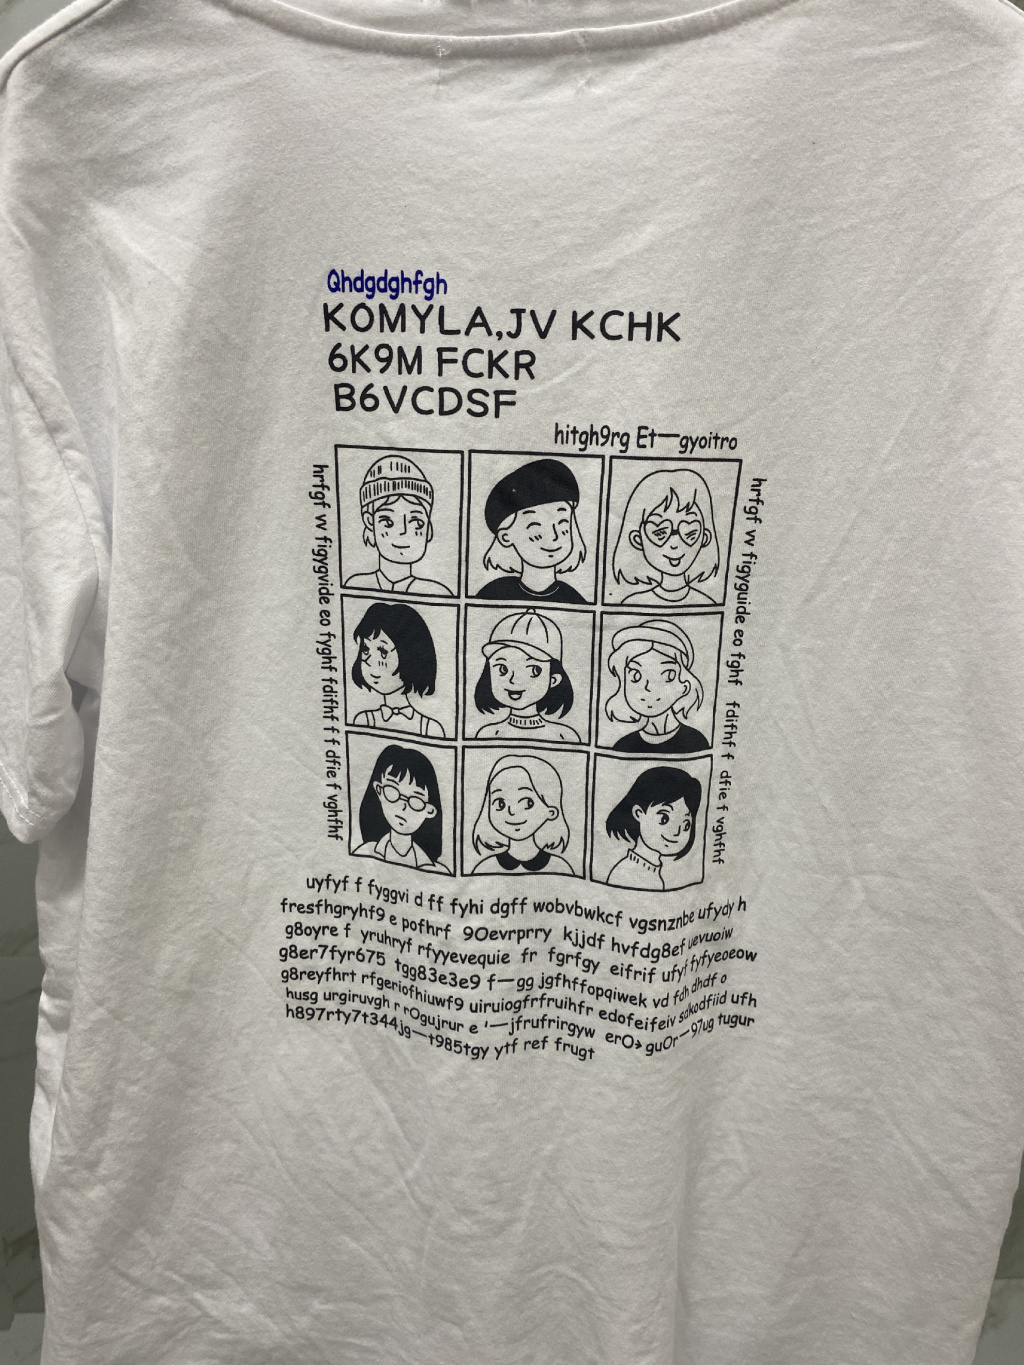 Qhdgdghfgh
KOMYLA,JV KCHK
6K9M FCKR
B6VCDSF
hitgh9rg Et—gyoitro
hrfgf vv figygvide eo fyghf fdifhf f f dfie f vghfhf
hrfgf vv figyguide eo fghf fdifhf f dfie f vghfhf
uyfyf f fyggvi d ff fyhi dgff wobvbwkcf vgsnznbe ufydy h
fresfhgryhf9 e pofhrf 9Oevrprry kjjdf hvfdg8ef uevuoiw
g8oyre f yruhryf rfyyevequie fr fgrfgy eifrif ufyf fyfyeoeow
g8er7fyr675 tgg83e3e9 f—gg jgfhffopqiwek vd fdh dhdf o
g8reyfhrt rfgeriofhiuwf9 uiruiogfrfruihfr edofeifeiv sdkodfiid ufh
husg urgiruvgh r rOgujrur e '—jfrufrirgyw erO→ guOr—97ug tugur
h897rty7t344jg—t985tgy ytf ref frugt